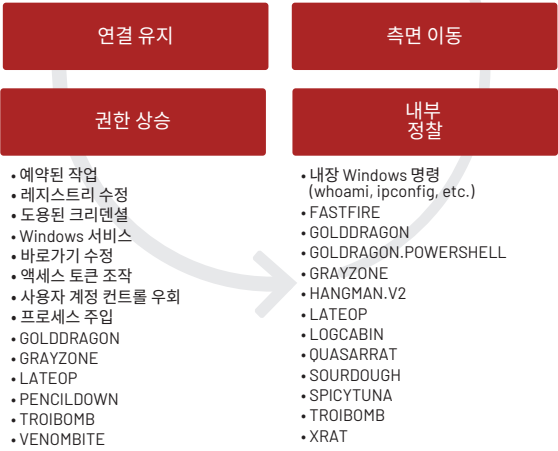 연결 유지
측면 이동
권한 상승
내부
정찰
• 예약된 작업
• 레지스트리 수정
• 도용된 크리덴셜
• Windows 서비스
• 바로가기 수정
• 액세스 토큰 조작
• 사용자 계정 컨트롤 우회
• 프로세스 주입
• GOLDDRAGON
• GRAYZONE
• LATEOP
• PENCILDOWN
• TROIBOMB
• VENOMBITE
• 내장 Windows 명령
(whoami, ipconfig, etc.)
• FASTFIRE
• GOLDDRAGON
• GOLDRAGON.POWERSHELL
• GRAYZONE
• HANGMAN.V2
• LATEOP
• LOGCABIN
• QUASARRAT
• SOURDOUGH
• SPICYTUNA
• TROIBOMB
• XRAT